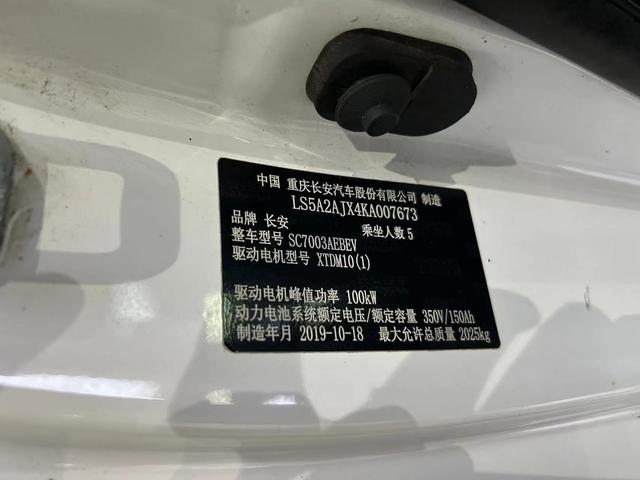 中国 重庆长安汽车股份有限公司 制造
LS5A2AJX4KA007673
品牌 长安 乘坐人数 5
整车型号 SC7003AEBEV
驱动电机型号 XTDM10(1)
驱动电机峰值功率 100kW
动力电池系统额定电压/额定容量 350V/150Ah
制造年月 2019-10-18 最大允许总质量 2025kg